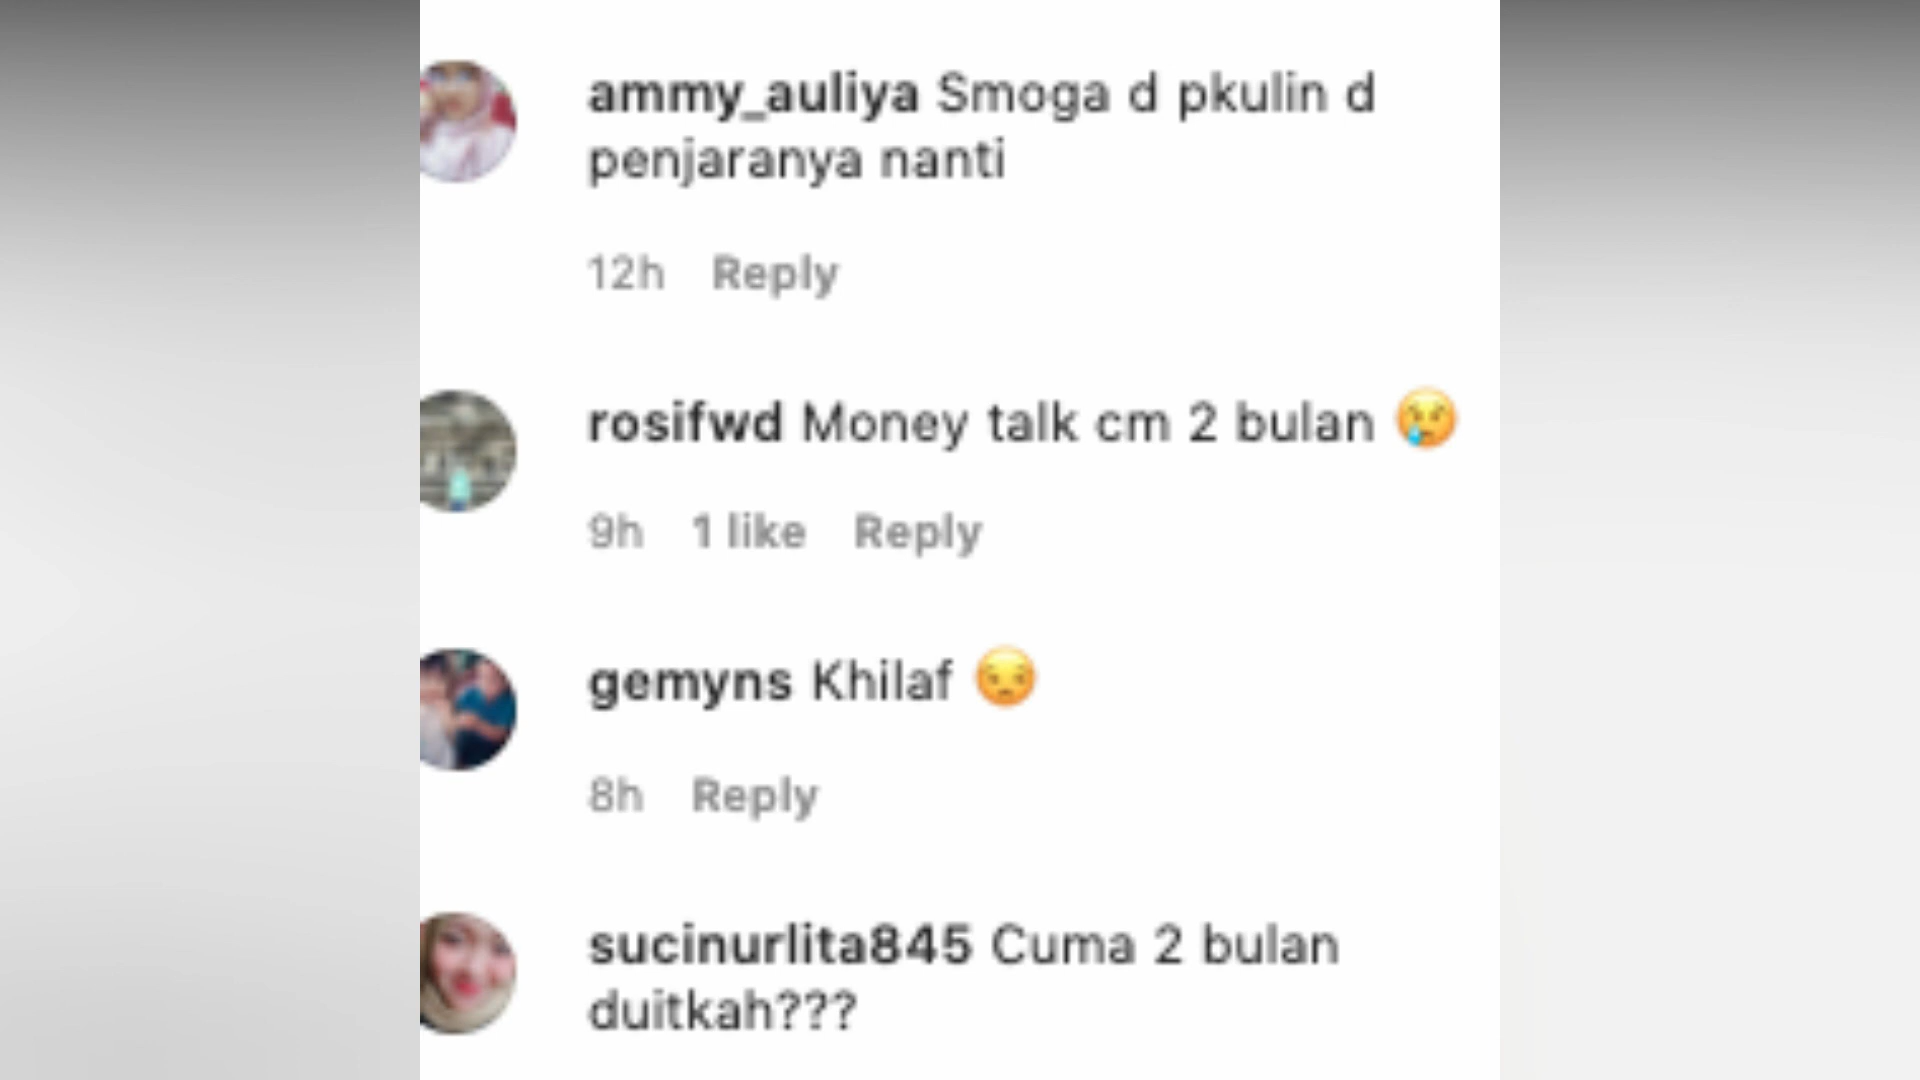 ammy_auliya Smoga d pkulin d
penjaranya nanti
12h Reply
rosifwd Money talk cm 2 bulan 😢
9h 1 like Reply
gemyns Khilaf 😒
8h Reply
sucinurlita845 Cuma 2 bulan
duitkah???